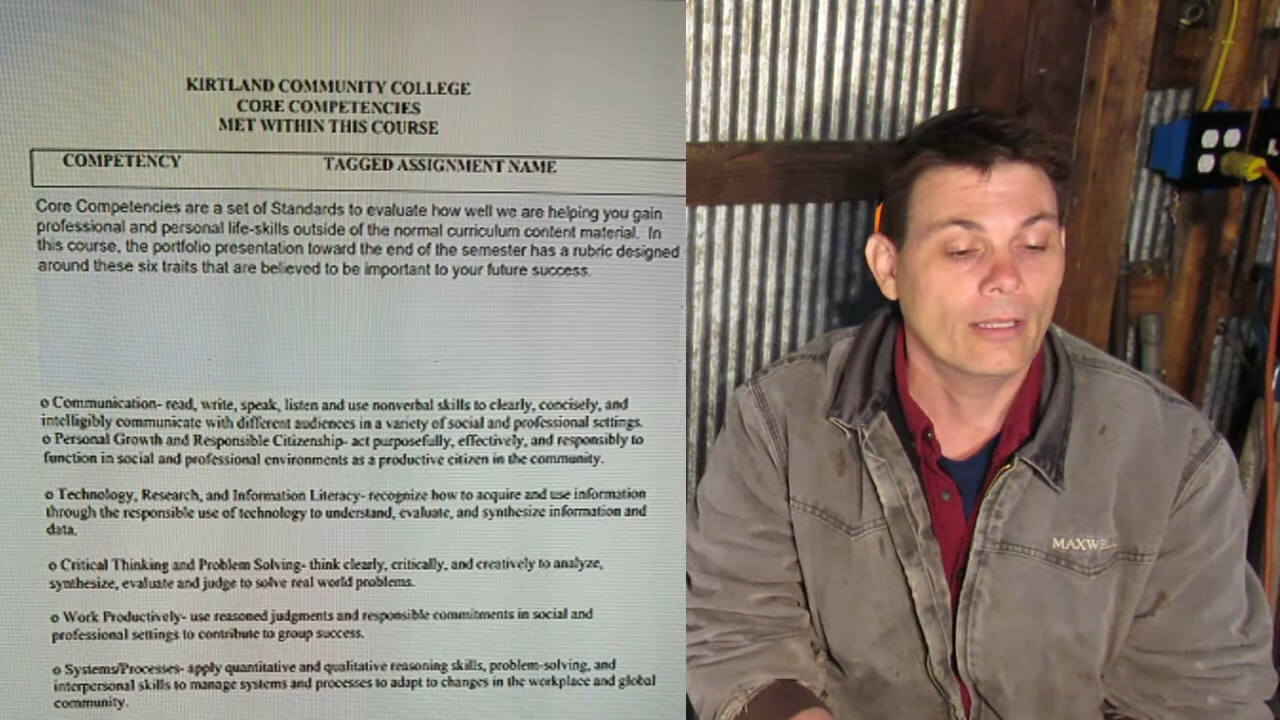 KIRTLAND COMMUNITY COLLEGE
CORE COMPETENCIES
MET WITHIN THIS COURSE
COMPETENCY TAGGED ASSIGNMENT NAME
Core Competencies are a set of Standards to evaluate how well we are helping you gain
professional and personal life-skills outside of the normal curriculum content material. In
this course, the portfolio presentation toward the end of the semester has a rubric designed
around these six traits that are believed to be important to your future success.
o Communication- read, write, speak, listen and use nonverbal skills to clearly, concisely, and
intelligibly communicate with different audiences in a variety of social and professional settings.
o Personal Growth and Responsible Citizenship- act purposefully, effectively, and responsibly to
function in social and professional environments as a productive citizen in the community.
o Technology, Research, and Information Literacy- recognize how to acquire and use information
through the responsible use of technology to understand, evaluate, and synthesize information and
data.
o Critical Thinking and Problem Solving- think clearly, critically, and creatively to analyze,
synthesize, evaluate and judge to solve real world problems.
o Work Productively- use reasoned judgments and responsible commitments in social and
professional settings to contribute to group success.
o Systems/Processes- apply quantitative and qualitative reasoning skills, problem-solving, and
interpersonal skills to manage systems and processes to adapt to changes in the workplace and global
community.